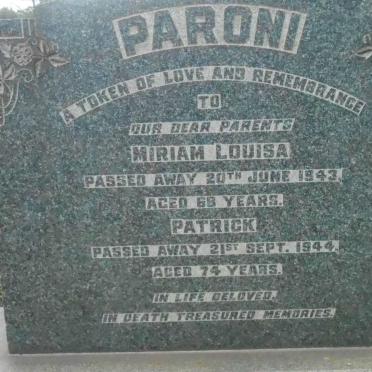 PARONI
A TOKEN OF LOVE AND REMEMBRANCE
TO
OUR DEAR PARENTS
MIRIAM LOUISA
PASSED AWAY 20TH JUNE 1943,
AGED 68 YEARS.
PATRICK
PASSED AWAY 21ST SEPT. 1944,
AGED 74 YEARS.
IN LIFE BELOVED,
IN DEATH TREASURED MEMORIES.